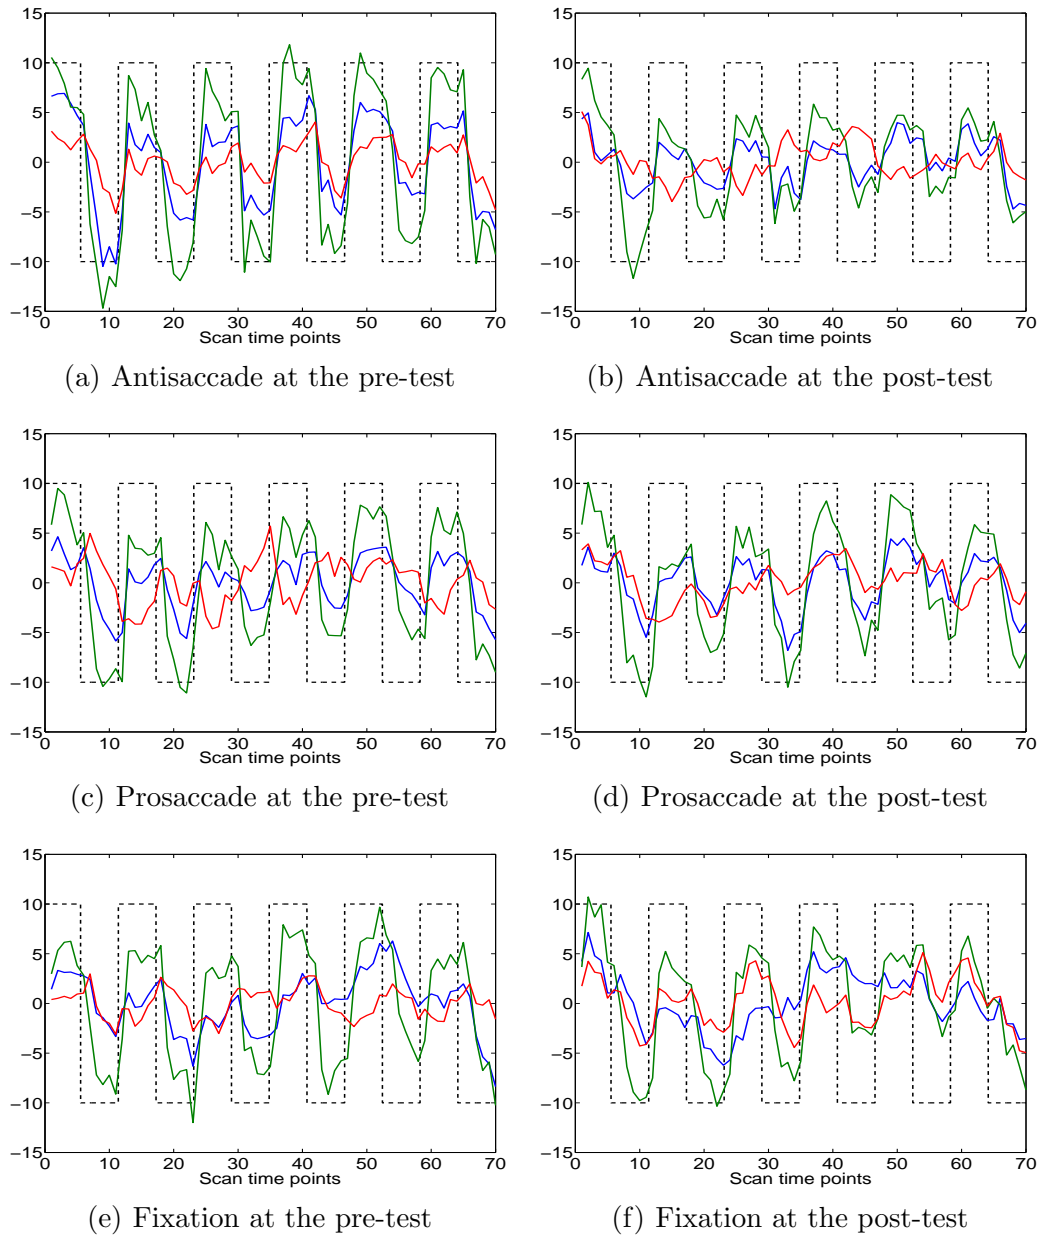 15
10
5
0
−5
−10
−15
0 10 20 30 40 50 60 70
Scan time points
(a) Antisaccade at the pre-test
15
10
5
0
−5
−10
−15
0 10 20 30 40 50 60 70
Scan time points
(b) Antisaccade at the post-test
15
10
5
0
−5
−10
−15
0 10 20 30 40 50 60 70
Scan time points
(c) Prosaccade at the pre-test
15
10
5
0
−5
−10
−15
0 10 20 30 40 50 60 70
Scan time points
(d) Prosaccade at the post-test
15
10
5
0
−5
−10
−15
0 10 20 30 40 50 60 70
Scan time points
(e) Fixation at the pre-test
15
10
5
0
−5
−10
−15
0 10 20 30 40 50 60 70
Scan time points
(f) Fixation at the post-test